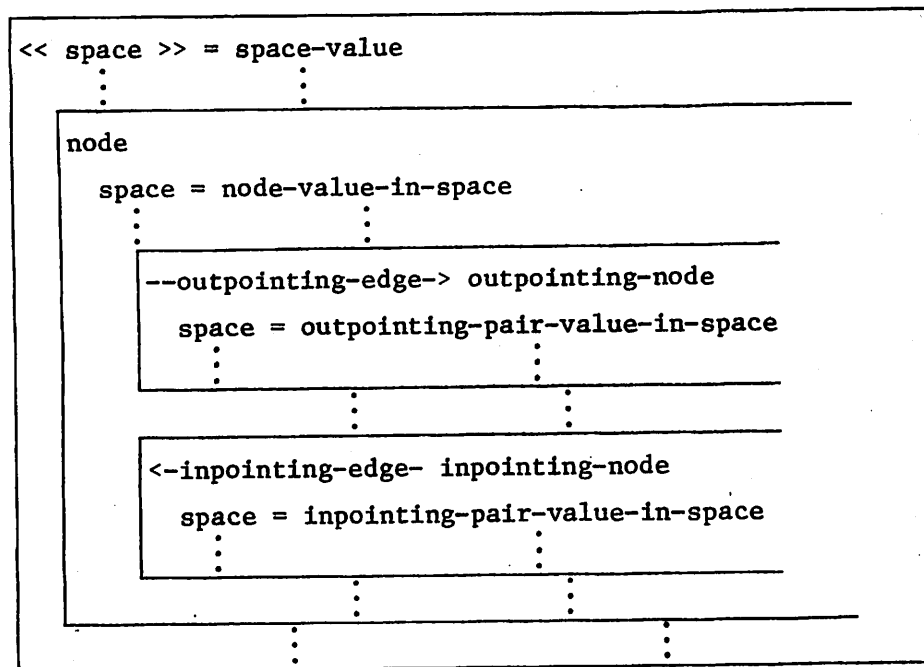 << space >> = space-value
node
space = node-value-in-space
--outpointing-edge-> outpointing-node
space = outpointing-pair-value-in-space
<-inpointing-edge- inpointing-node
space = inpointing-pair-value-in-space